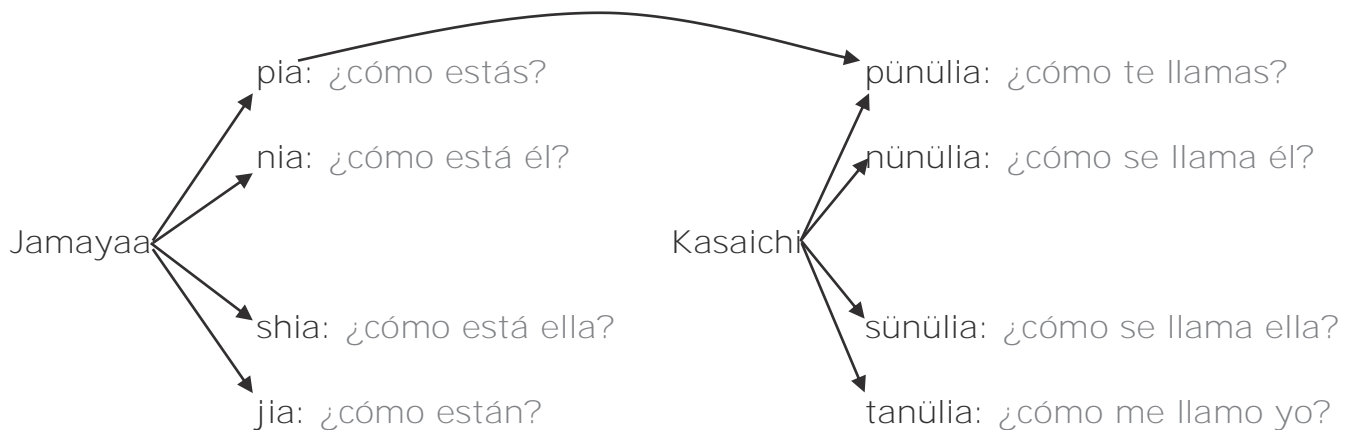 pia: ¿cómo estás?
pünülia: ¿cómo te llamas?
nia: ¿cómo está él?
nünülia: ¿cómo se llama él?
Jamayaa
Kasaichi
shia: ¿cómo está ella?
sünülia: ¿cómo se llama ella?
jia: ¿cómo están?
tanülia: ¿cómo me llamo yo?